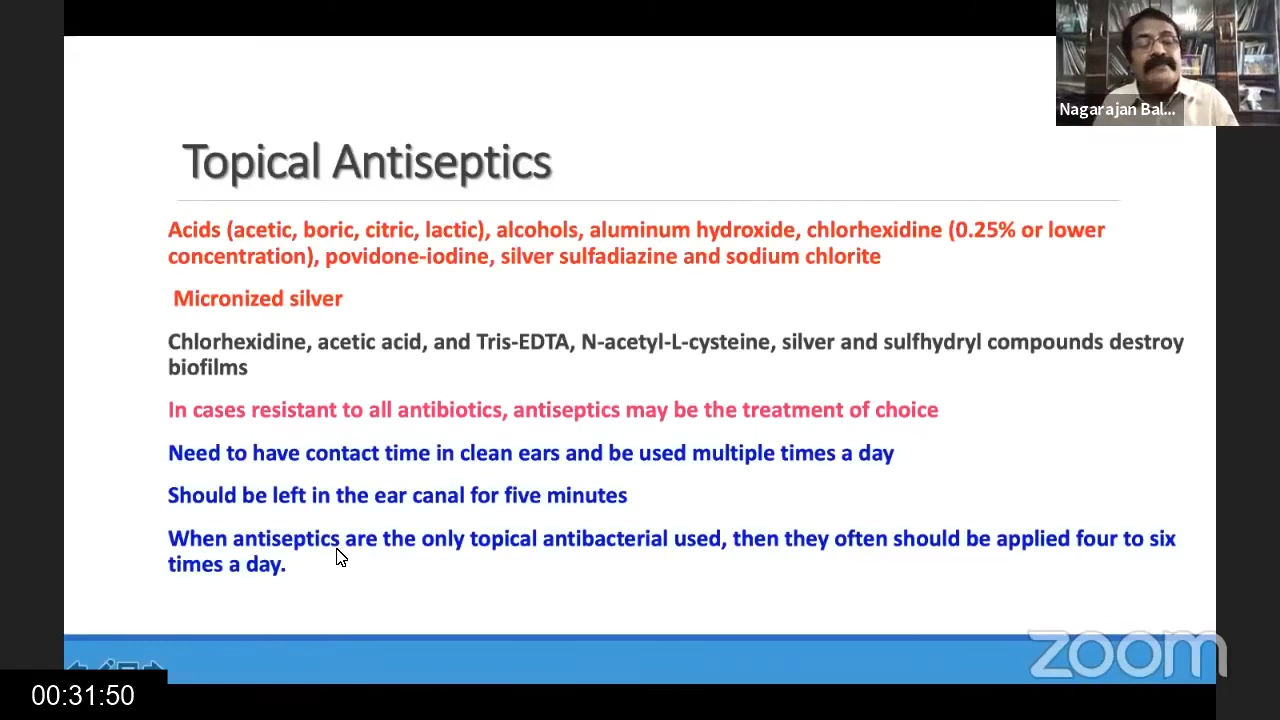 Nagarajan Bal...
Topical Antiseptics
Acids (acetic, boric, citric, lactic), alcohols, aluminum hydroxide, chlorhexidine (0.25% or lower
concentration), povidone-iodine, silver sulfadiazine and sodium chlorite
Micronized silver
Chlorhexidine, acetic acid, and Tris-EDTA, N-acetyl-L-cysteine, silver and sulfhydryl compounds destroy
biofilms
In cases resistant to all antibiotics, antiseptics may be the treatment of choice
Need to have contact time in clean ears and be used multiple times a day
Should be left in the ear canal for five minutes
When antiseptics are the only topical antibacterial used, then they often should be applied four to six
times a day.
zoom
00:31:50